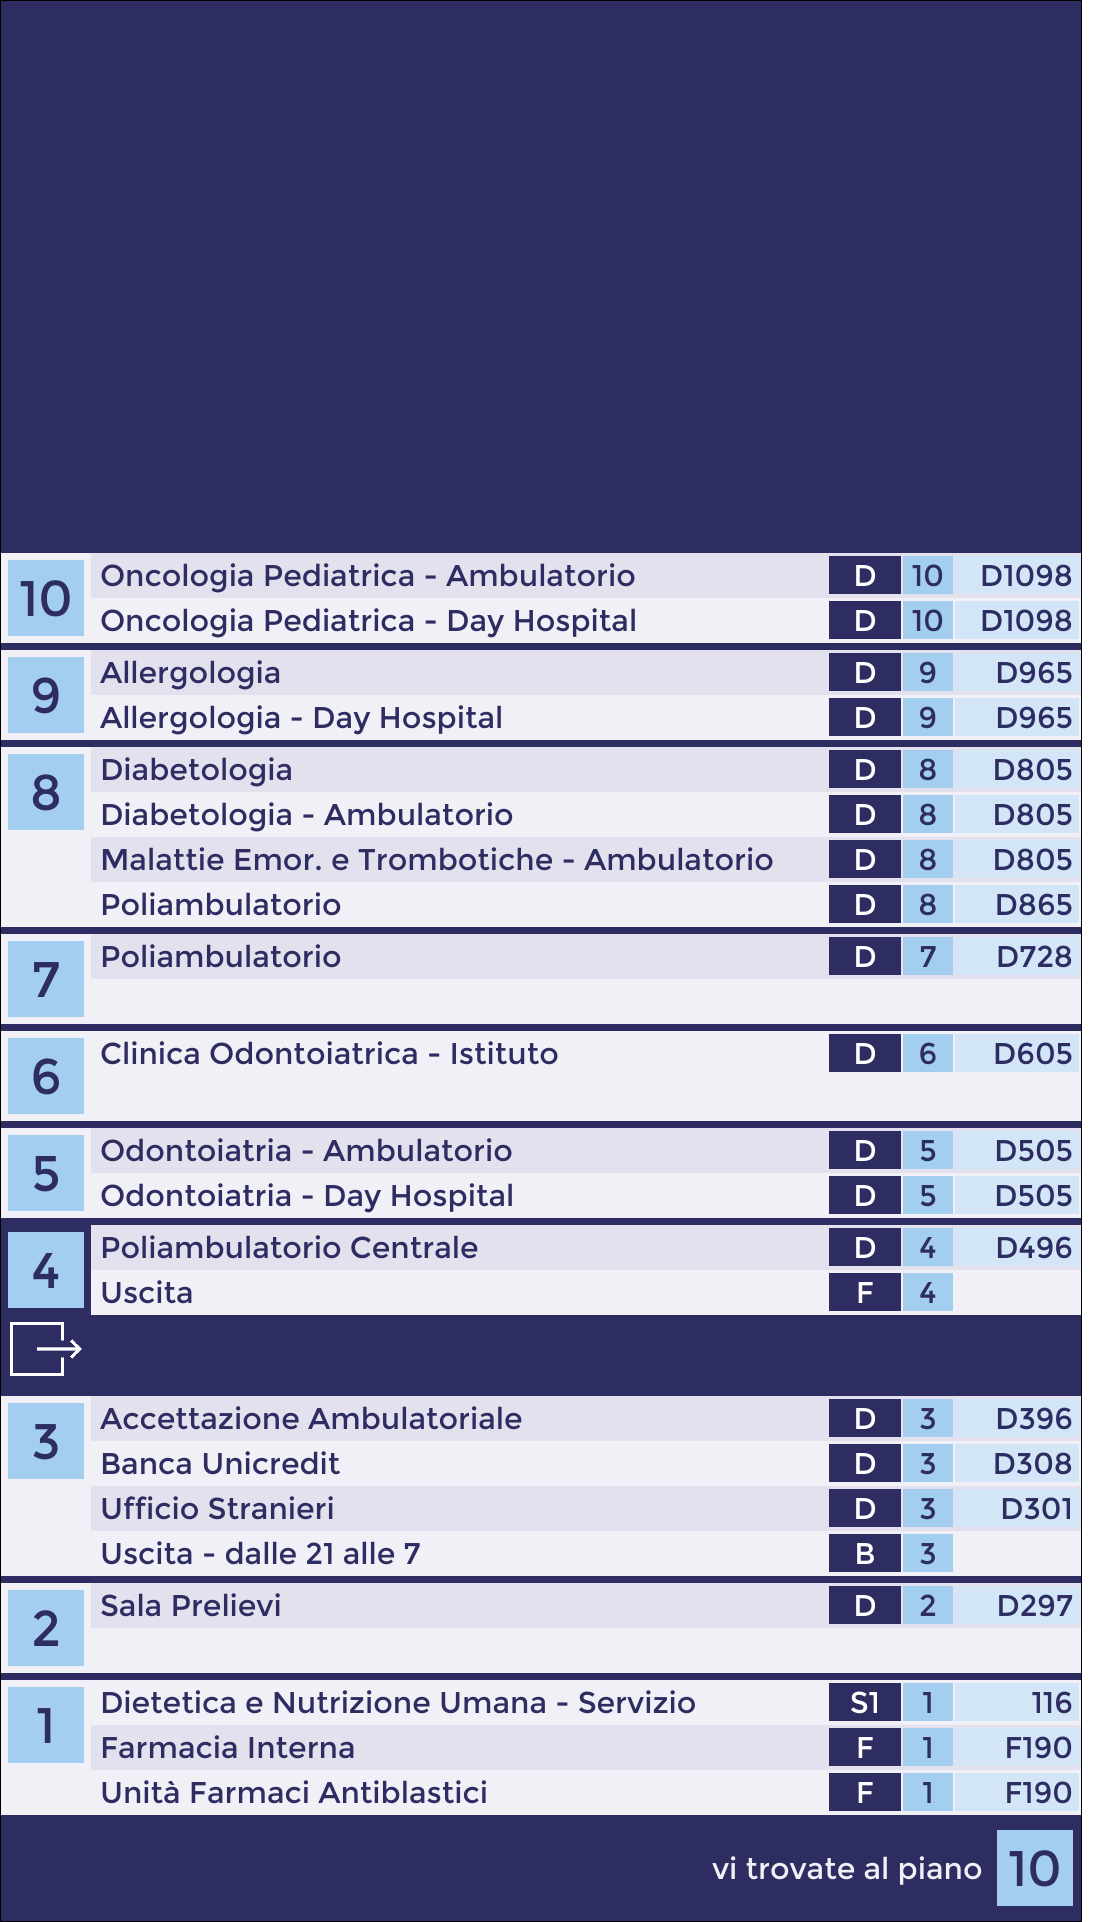 10 Oncologia Pediatrica - Ambulatorio D 10 D1098
Oncologia Pediatrica - Day Hospital D 10 D1098
9 Allergologia D 9 D965
Allergologia - Day Hospital D 9 D965
8 Diabetologia D 8 D805
Diabetologia - Ambulatorio D 8 D805
Malattie Emor. e Trombotiche - Ambulatorio D 8 D805
Poliambulatorio D 8 D865
7 Poliambulatorio D 7 D728
6 Clinica Odontoiatrica - Istituto D 6 D605
5 Odontoiatria - Ambulatorio D 5 D505
Odontoiatria - Day Hospital D 5 D505
4 Poliambulatorio Centrale D 4 D496
Uscita F 4
3 Accettazione Ambulatoriale D 3 D396
Banca Unicredit D 3 D308
Ufficio Stranieri D 3 D301
Uscita - dalle 21 alle 7 B 3
2 Sala Prelievi D 2 D297
1 Dietetica e Nutrizione Umana - Servizio S1 1 116
Farmacia Interna F 1 F190
Unità Farmaci Antiblastici F 1 F190
vi trovate al piano 10